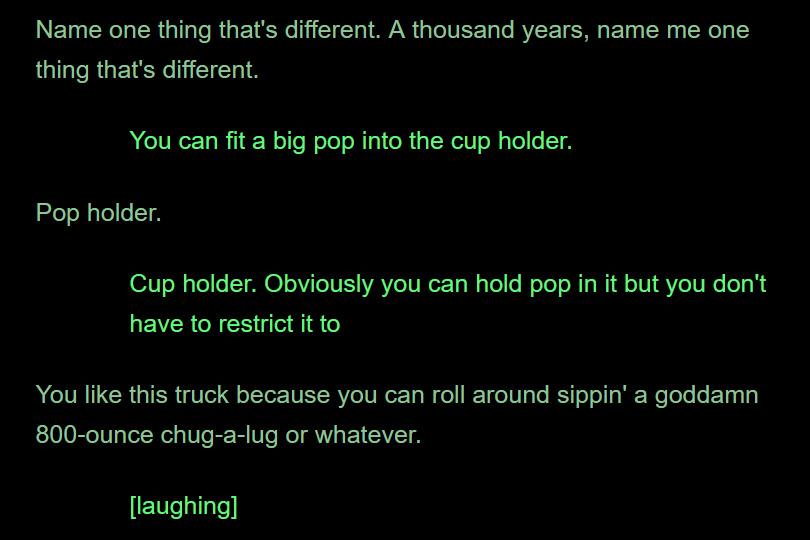 Name one thing that's different. A thousand years, name me one
thing that's different.
You can fit a big pop into the cup holder.
Pop holder.
Cup holder. Obviously you can hold pop in it but you don't
have to restrict it to
You like this truck because you can roll around sippin' a goddamn
800-ounce chug-a-lug or whatever.
[laughing]